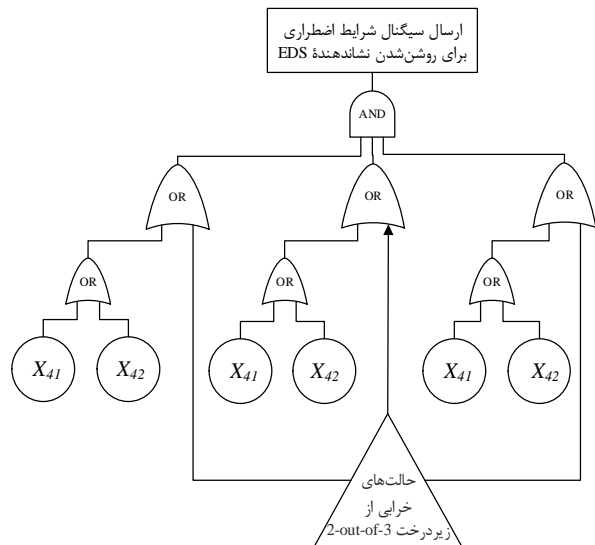 ارسال سیگنال شرایط اضطراری
برای روشن‌شدن نشاندهندهٔ EDS
AND
OR
OR
OR
OR
OR
OR
X41
X42
X41
X42
X41
X42
حالت‌های
خرابی از
زیردرخت 2-out-of-3